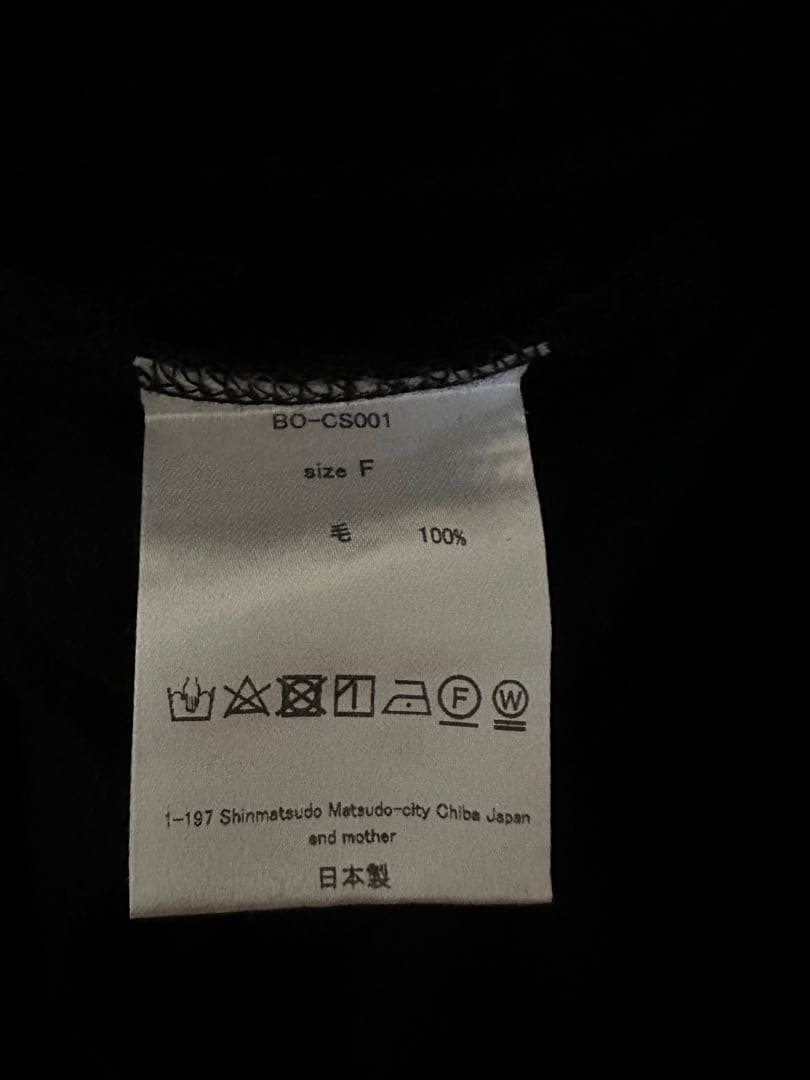 BO-CS001
size F
毛 100%
F W
1-197 Shinmatsudo Matsudo-city Chiba Japan
and mother
日本製